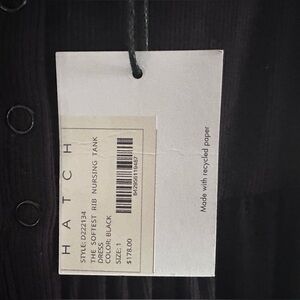 HATCH
STYLE: D222134
THE SOFTEST RIB NURSING TANK
DRESS
COLOR: BLACK
SIZE: 1
$178.00
Made with recycled paper